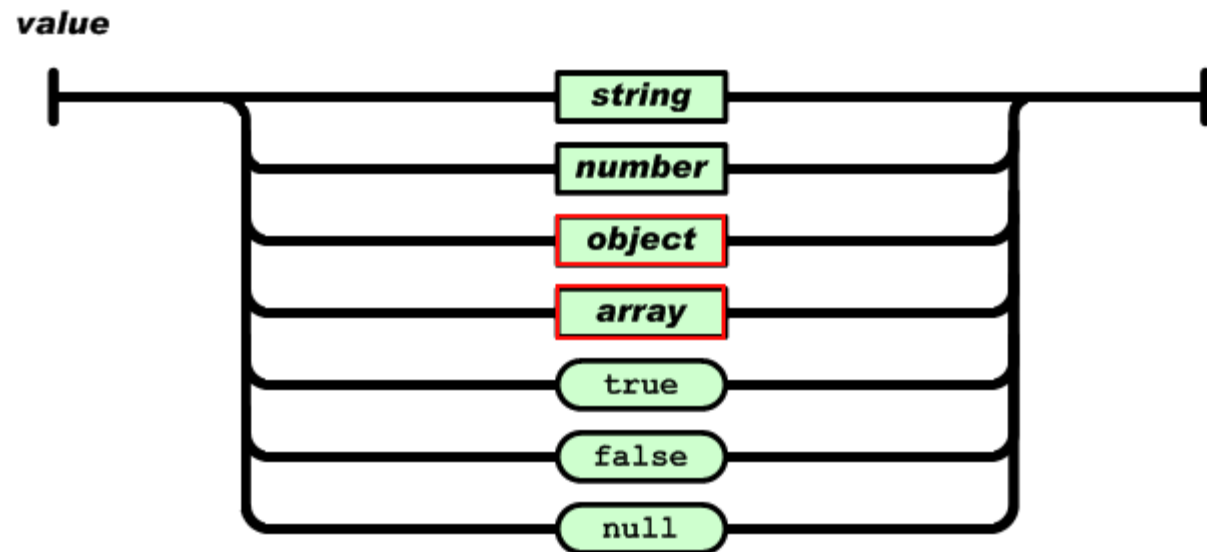 value
string
number
object
array
true
false
null